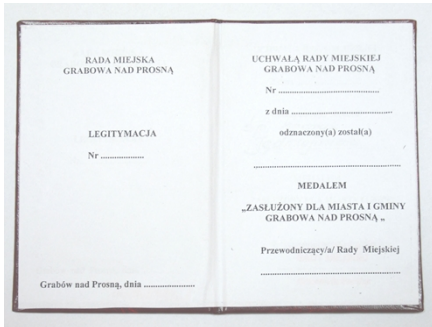 RADA MIEJSKA
GRABOWA NAD PROSNĄ
LEGITYMACJA
Nr ...................
Grabów nad Prosną, dnia ......................
UCHWAŁĄ RADY MIEJSKIEJ
GRABOWA NAD PROSNĄ
Nr ............................................
z dnia ............................................
odznaczony(a) został(a)
................................................................
MEDALEM
„ZASŁUŻONY DLA MIASTA I GMINY
GRABOWA NAD PROSNĄ „
Przewodniczący/a/ Rady Miejskiej
.............................................................